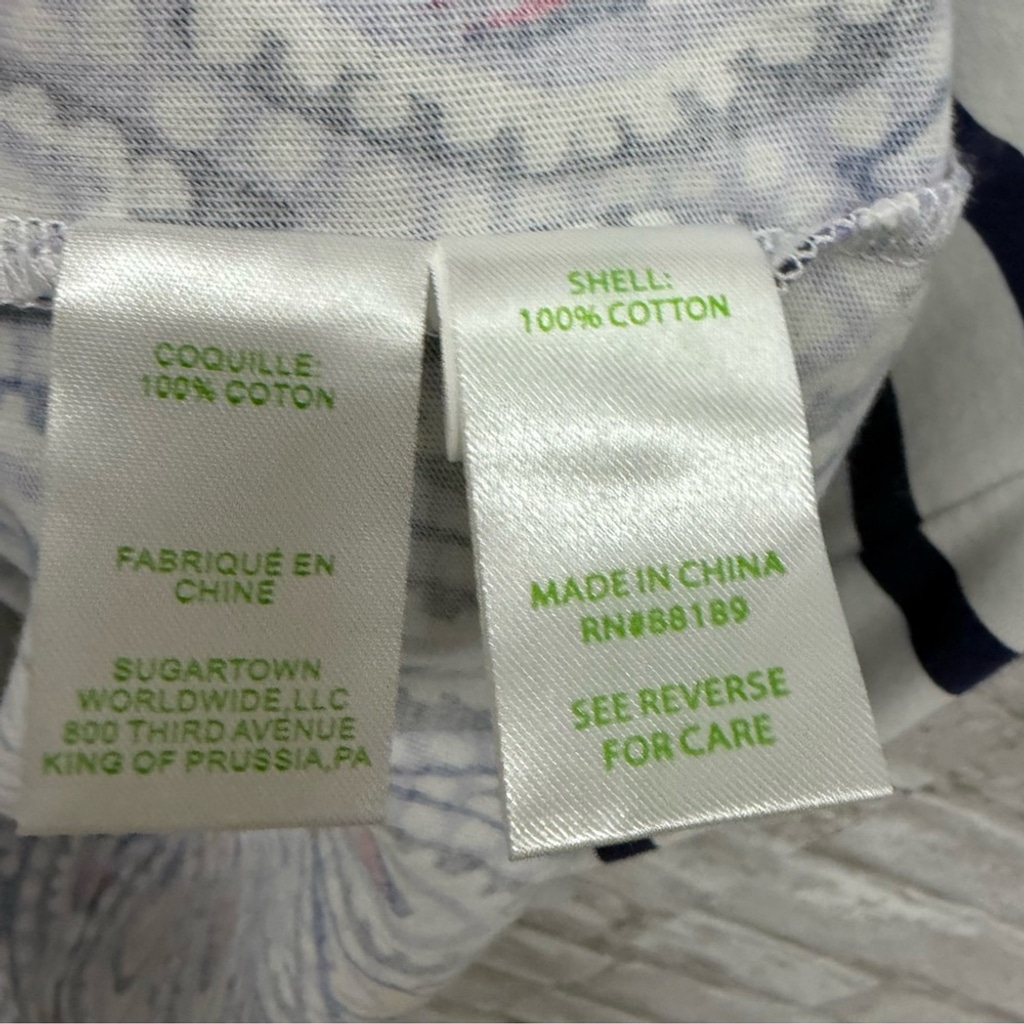 COQUILLE:
100% COTON
FABRIQUÉ EN
CHINE
SUGARTOWN
WORLDWIDE,LLC
800 THIRD AVENUE
KING OF PRUSSIA,PA
SHELL:
100% COTTON
MADE IN CHINA
RN#88189
SEE REVERSE
FOR CARE